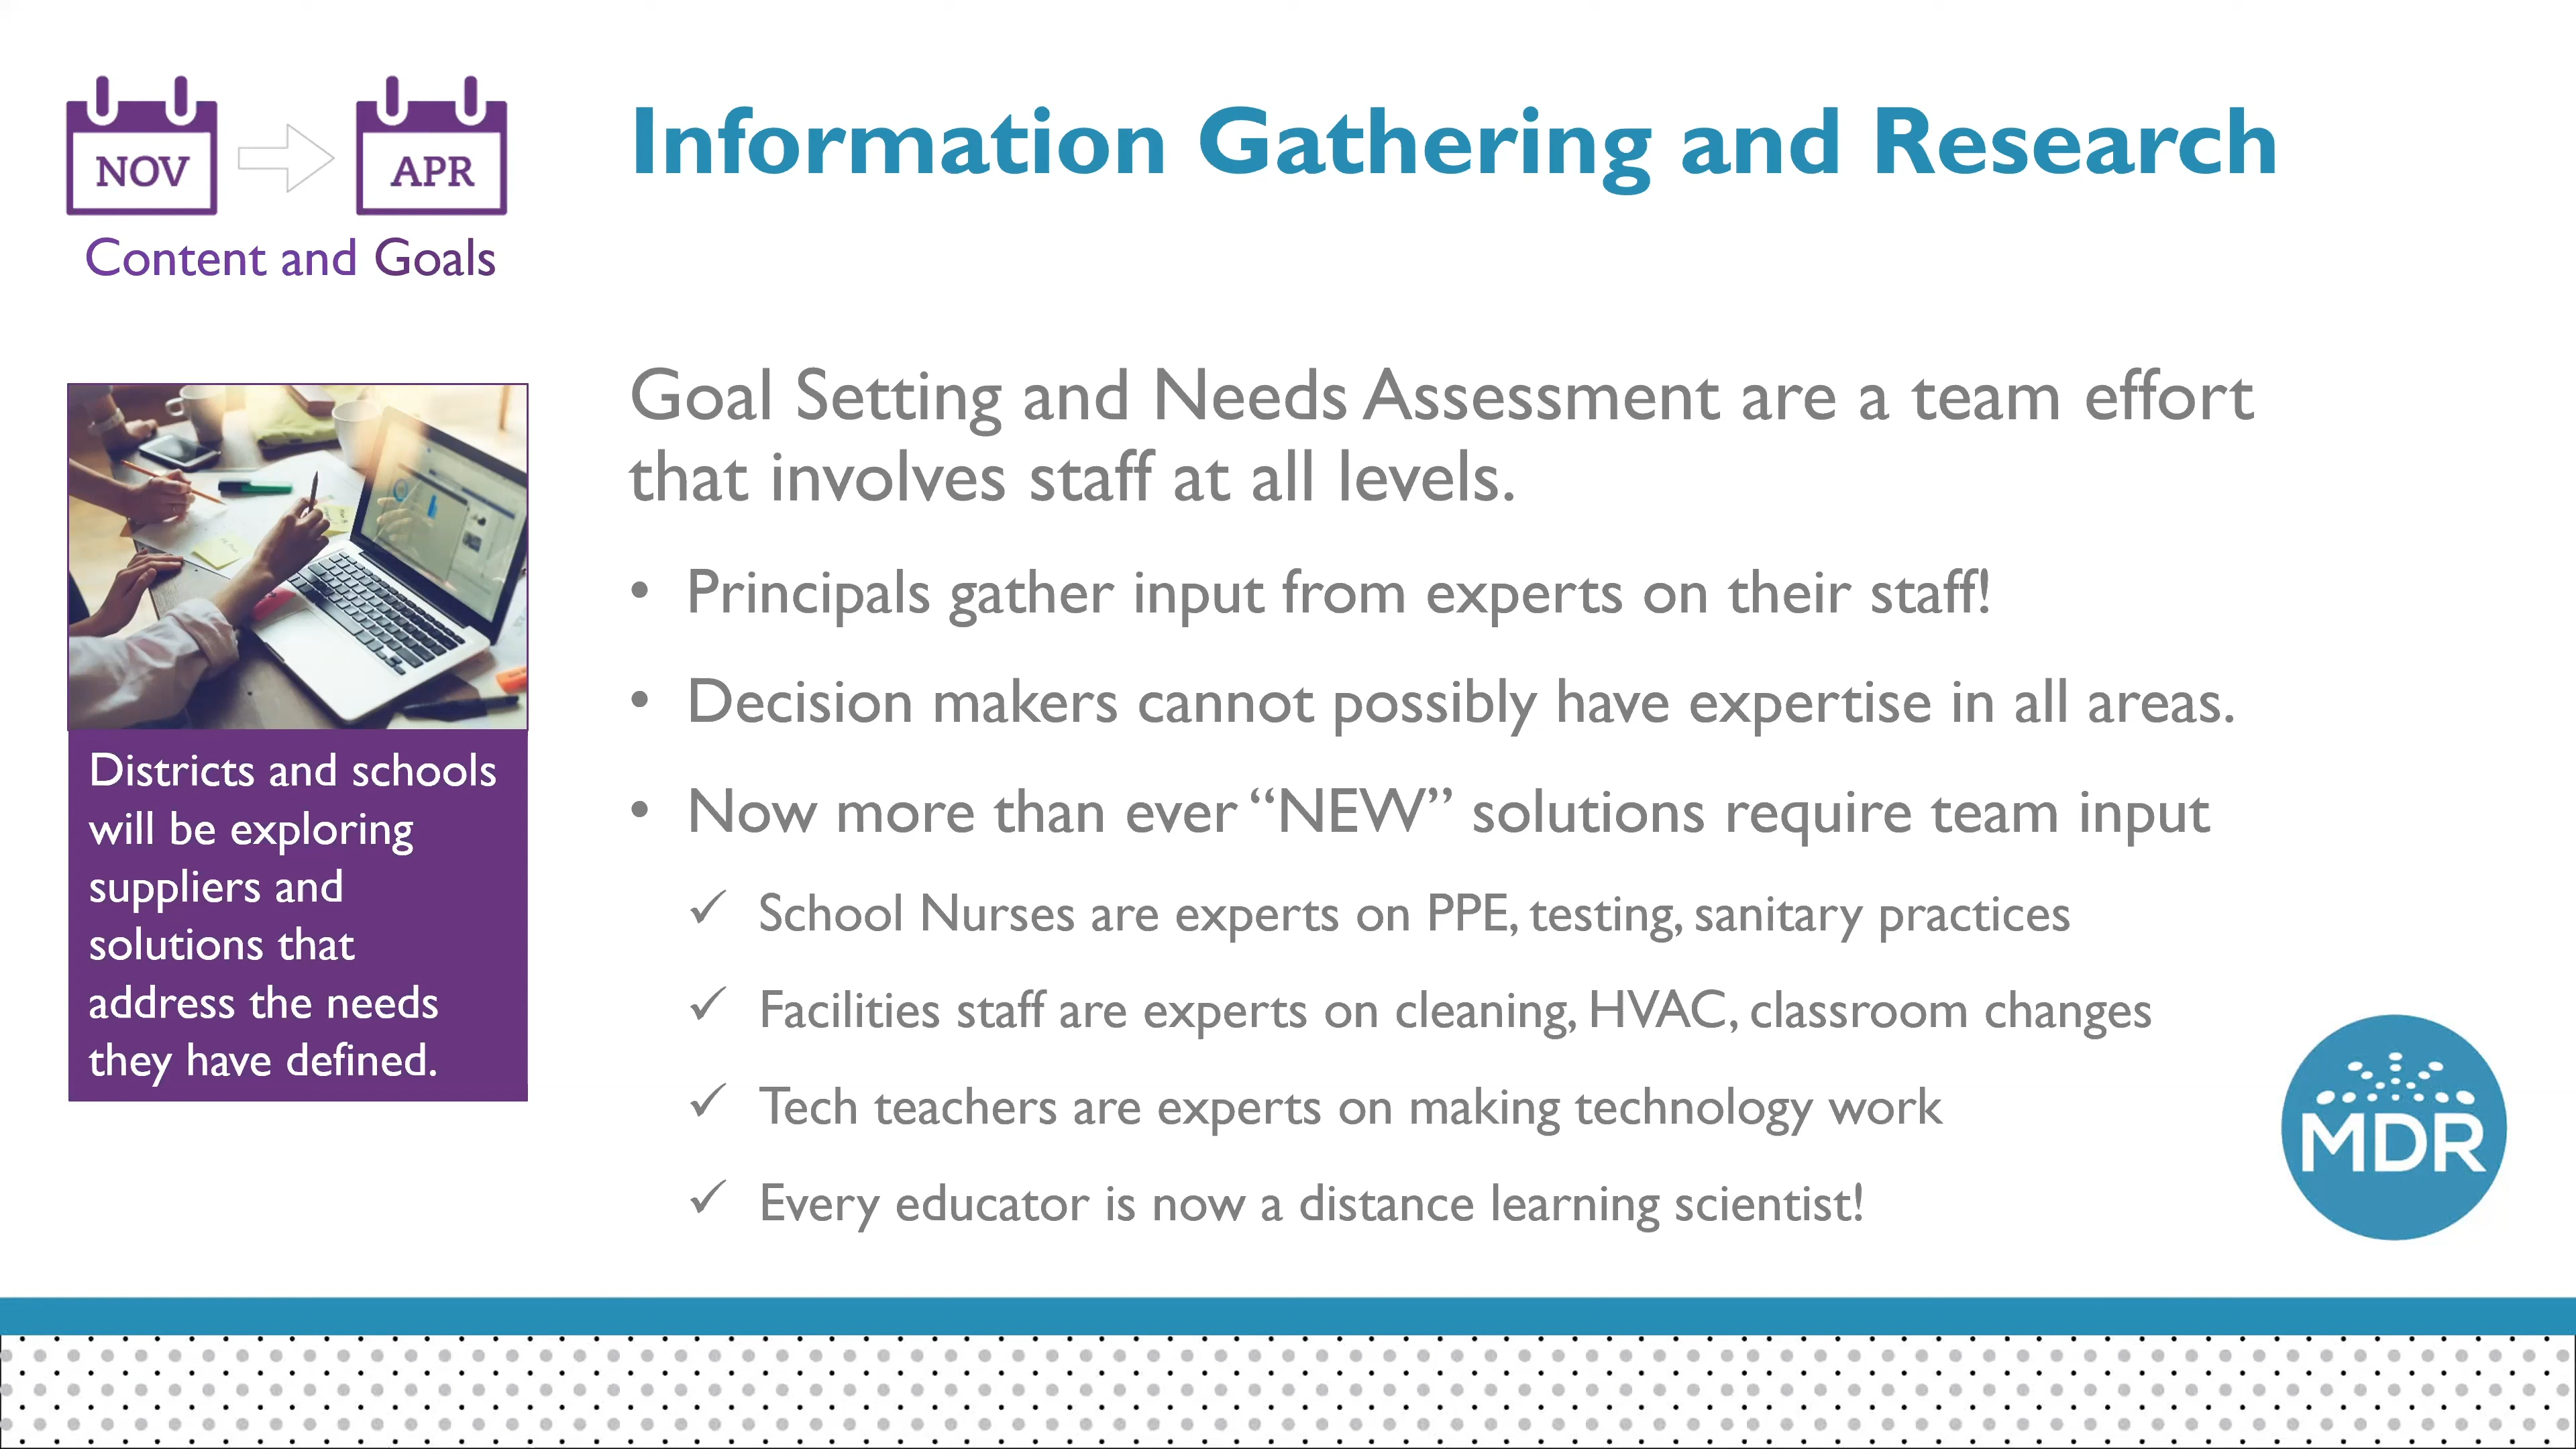 NOV
APR
Content and Goals
Information Gathering and Research
Goal Setting and Needs Assessment are a team effort
that involves staff at all levels.
• Principals gather input from experts on their staff!
• Decision makers cannot possibly have expertise in all areas.
• Now more than ever “NEW” solutions require team input
✓ School Nurses are experts on PPE, testing, sanitary practices
✓ Facilities staff are experts on cleaning, HVAC, classroom changes
✓ Tech teachers are experts on making technology work
✓ Every educator is now a distance learning scientist!
Districts and schools
will be exploring
suppliers and
solutions that
address the needs
they have defined.
MDR